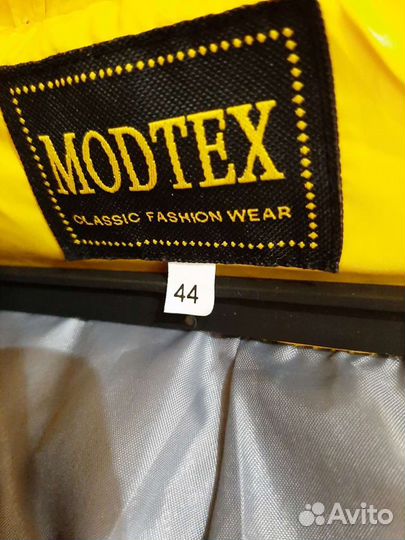 MODTEX
CLASSIC FASHION WEAR
44
Avito